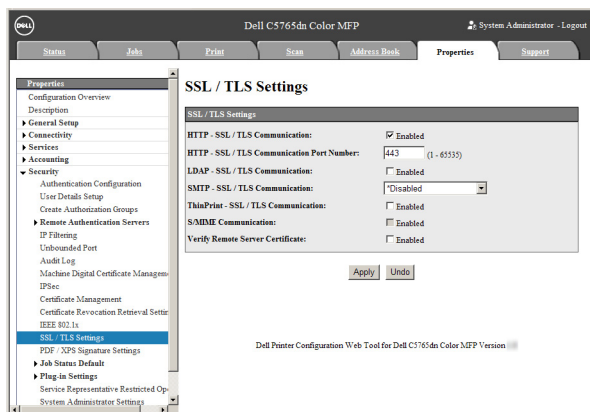 DELL
Dell C5765dn Color MFP
System Administrator - Logout
Status Jobs Print Scan Address Book Properties Support
Properties
Configuration Overview
Description
General Setup
Connectivity
Services
Accounting
Security
Authentication Configuration
User Details Setup
Create Authorization Groups
Remote Authentication Servers
IP Filtering
Unbounded Port
Audit Log
Machine Digital Certificate Managem
IPSec
Certificate Management
Certificate Revocation Retrieval Settin
IEEE 802.1x
SSL / TLS Settings
PDF / XPS Signature Settings
Job Status Default
Plug-in Settings
Service Representative Restricted Ope
System Administrator Settings
SSL / TLS Settings
SSL / TLS Settings
HTTP - SSL / TLS Communication: Enabled
HTTP - SSL / TLS Communication Port Number: 443 (1 - 65535)
LDAP - SSL / TLS Communication: Enabled
SMTP - SSL / TLS Communication: *Disabled
ThinPrint - SSL / TLS Communication: Enabled
S/MIME Communication: Enabled
Verify Remote Server Certificate: Enabled
Apply Undo
Dell Printer Configuration Web Tool for Dell C5765dn Color MFP Version